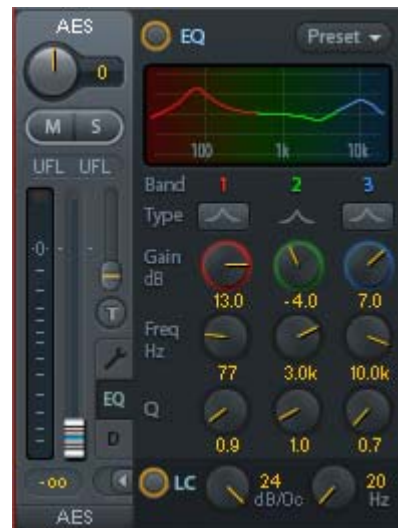 AES
EQ
Preset
0
M S
UFL UFL
100 1k 10k
Band 1 2 3
Type
-0-
Gain
dB
13.0 -4.0 7.0
T
Freq
Hz
77 3.0k 10.0k
EQ
Q
D
0.9 1.0 0.7
-oo
LC
24
dB/Oc
20
Hz
AES